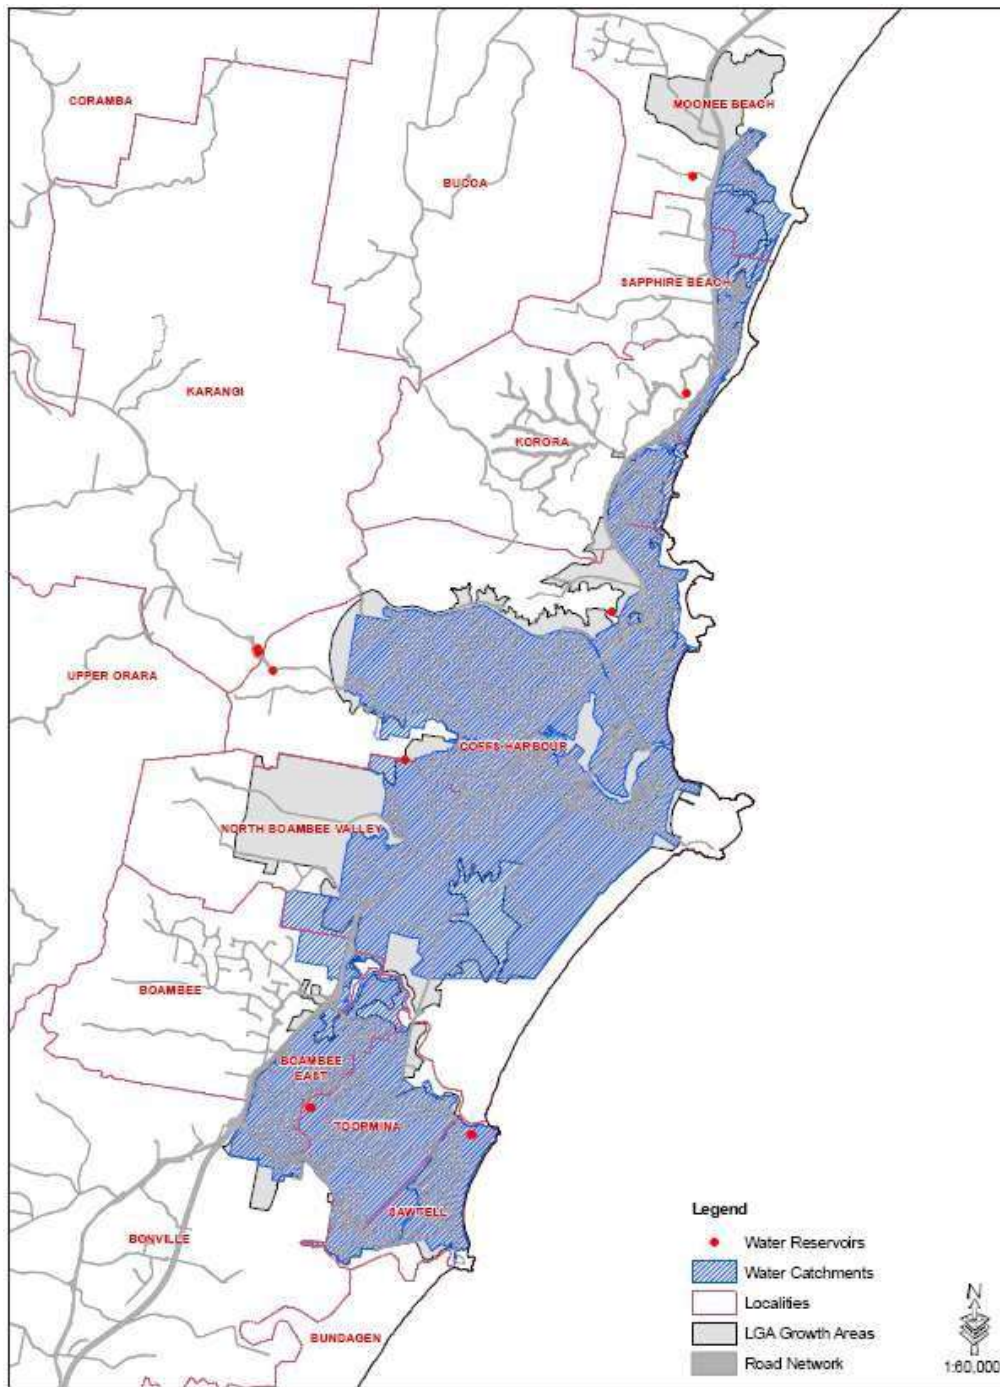 MOONEE BEACH
CORAMBA
BUCCA
SAPPHIRE BEACH
KARANGI
KORORA
UPPER ORARA
COFFS HARBOUR
NORTH BOAMBEE VALLEY
BOAMBEE
BOAMBEE
EAST
TOORMINA
SAWTELL
BONVILLE
BUNDAGEN
Legend
Water Reservoirs
Water Catchments
Localities
LGA Growth Areas
Road Network
N
1:60,000